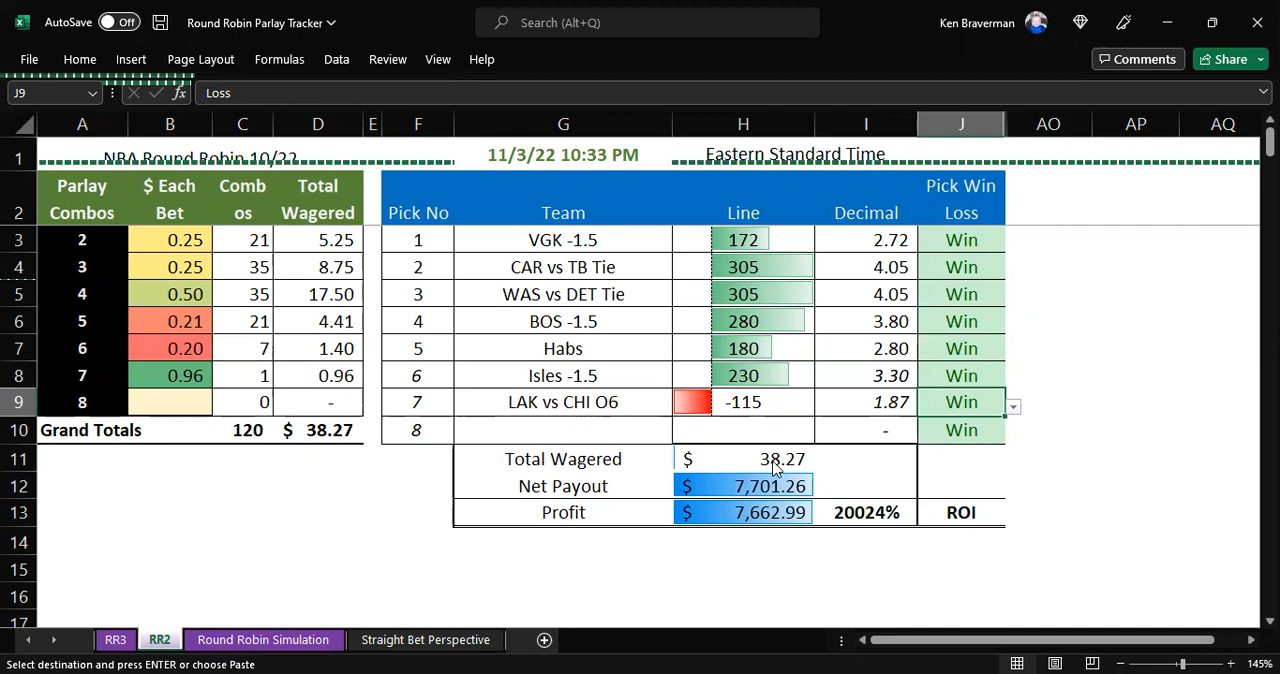 AutoSave Off Round Robin Parlay Tracker Search (Alt+Q) Ken Braverman
File Home Insert Page Layout Formulas Data Review View Help Comments Share
J9 fx Loss
A B C D E F G H I J AO AP AQ
1 NBA Round Robin 10/22 11/3/22 10:33 PM Eastern Standard Time
Parlay $ Each Comb Total Pick Win
2 Combos Bet os Wagered Pick No Team Line Decimal Loss
3 2 0.25 21 5.25 1 VGK -1.5 172 2.72 Win
4 3 0.25 35 8.75 2 CAR vs TB Tie 305 4.05 Win
5 4 0.50 35 17.50 3 WAS vs DET Tie 305 4.05 Win
6 5 0.21 21 4.41 4 BOS -1.5 280 3.80 Win
7 6 0.20 7 1.40 5 Habs 180 2.80 Win
8 7 0.96 1 0.96 6 Isles -1.5 230 3.30 Win
9 8 0 - 7 LAK vs CHI O6 -115 1.87 Win
10 Grand Totals 120 $ 38.27 8 - Win
11 Total Wagered $ 38.27
12 Net Payout $ 7,701.26
13 Profit $ 7,662.99 20024% ROI
14
15
16
17
RR3 RR2 Round Robin Simulation Straight Bet Perspective
Select destination and press ENTER or choose Paste 145%